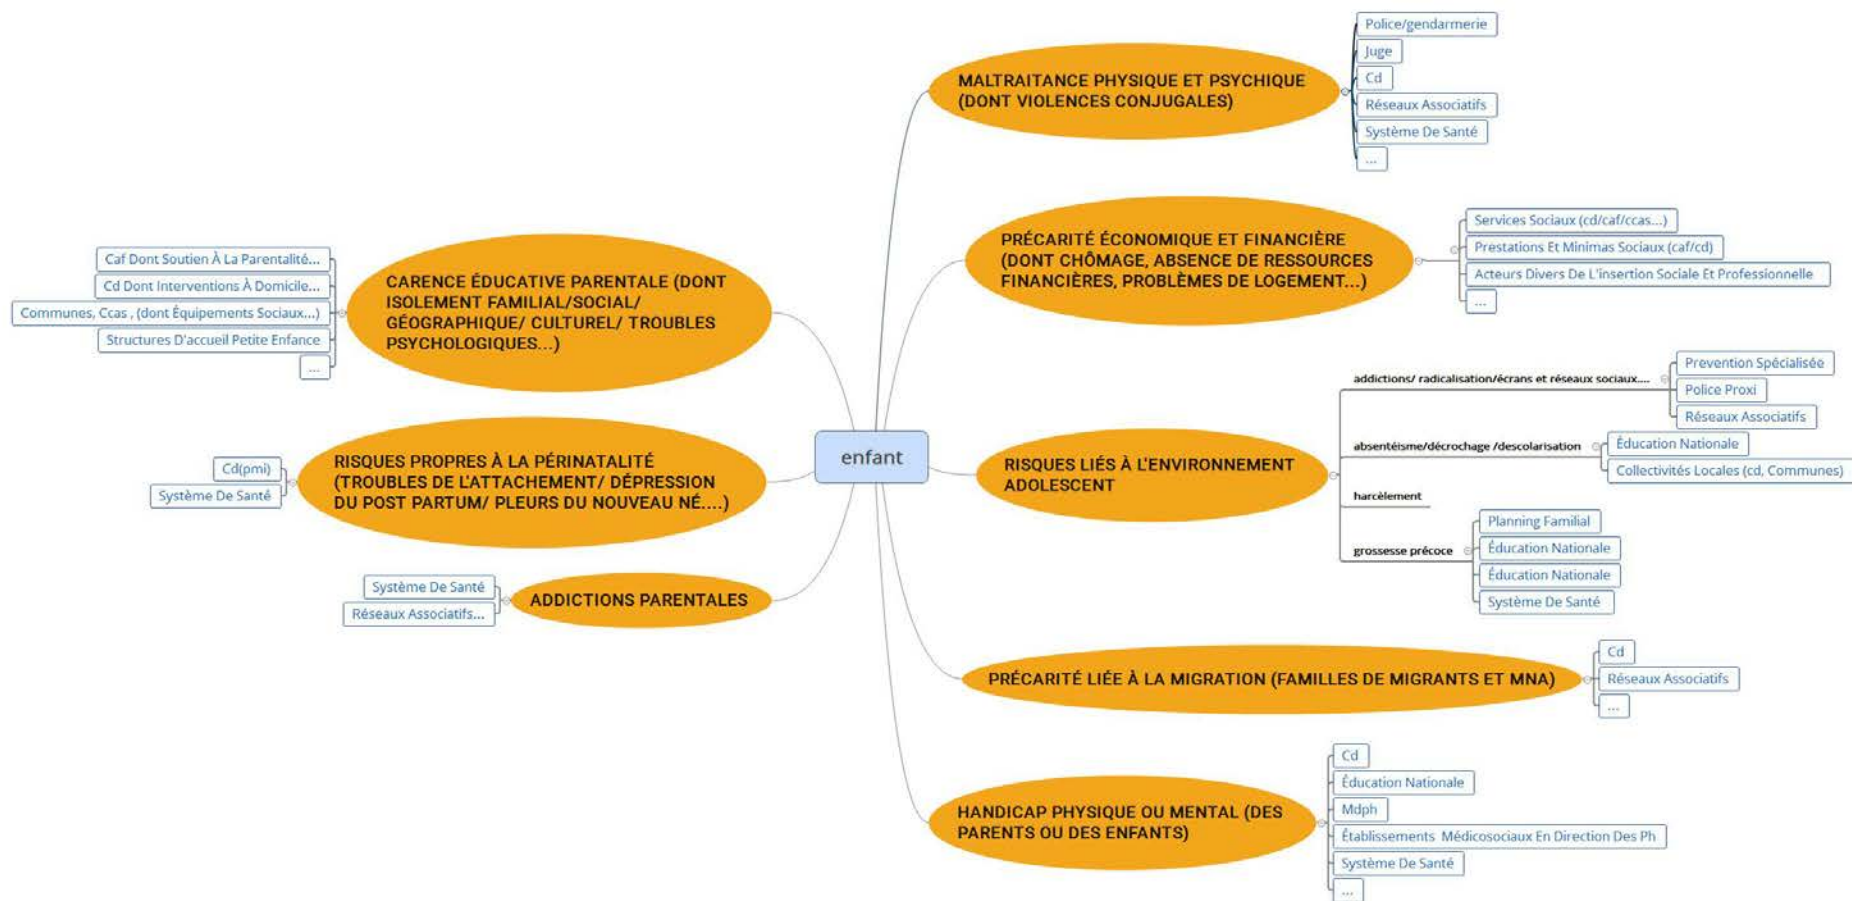 Police/gendarmerie
Juge
Cd
Réseaux Associatifs
Système De Santé
...
MALTRAITANCE PHYSIQUE ET PSYCHIQUE
(DONT VIOLENCES CONJUGALES)
Services Sociaux (cd/caf/ccas...)
Prestations Et Minimas Sociaux (caf/cd)
Acteurs Divers De L'insertion Sociale Et Professionnelle
...
PRÉCARITÉ ÉCONOMIQUE ET FINANCIÈRE
(DONT CHÔMAGE, ABSENCE DE RESSOURCES
FINANCIÈRES, PROBLÈMES DE LOGEMENT...)
Caf Dont Soutien À La Parentalité...
Cd Dont Interventions À Domicile...
Communes, Ccas , (dont Équipements Sociaux...)
Structures D'accueil Petite Enfance
...
CARENCE ÉDUCATIVE PARENTALE (DONT
ISOLEMENT FAMILIAL/SOCIAL/
GÉOGRAPHIQUE/ CULTUREL/ TROUBLES
PSYCHOLOGIQUES...)
enfant
RISQUES LIÉS À L'ENVIRONNEMENT
ADOLESCENT
addictions/ radicalisation/écrans et réseaux sociaux....
Prevention Spécialisée
Police Proxi
Réseaux Associatifs
absentéisme/décrochage /descolarisation
Éducation Nationale
Collectivités Locales (cd, Communes)
harcèlement
grossesse précoce
Planning Familial
Éducation Nationale
Éducation Nationale
Système De Santé
Cd(pmi)
Système De Santé
RISQUES PROPRES À LA PÉRINATALITÉ
(TROUBLES DE L'ATTACHEMENT/ DÉPRESSION
DU POST PARTUM/ PLEURS DU NOUVEAU NÉ....)
Système De Santé
Réseaux Associatifs...
ADDICTIONS PARENTALES
PRÉCARITÉ LIÉE À LA MIGRATION (FAMILLES DE MIGRANTS ET MNA)
Cd
Réseaux Associatifs
...
HANDICAP PHYSIQUE OU MENTAL (DES
PARENTS OU DES ENFANTS)
Cd
Éducation Nationale
Mdph
Établissements Médicosociaux En Direction Des Ph
Système De Santé
...